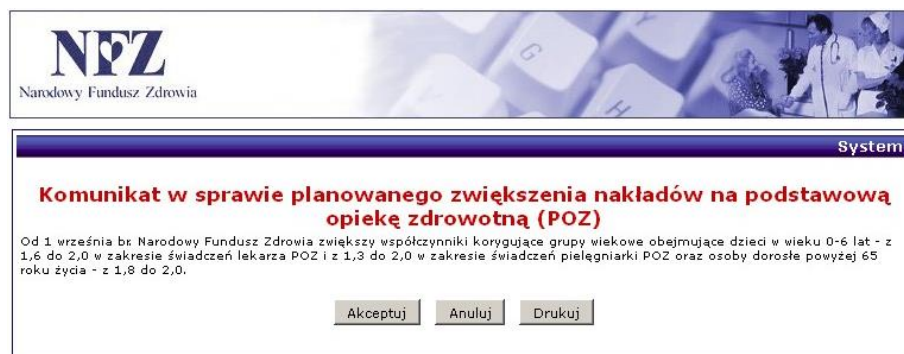 NFZ
Narodowy Fundusz Zdrowia
G
H
System
Komunikat w sprawie planowanego zwiększenia nakładów na podstawową
opiekę zdrowotną (POZ)
Od 1 września br. Narodowy Fundusz Zdrowia zwiększy współczynniki korygujące grupy wiekowe obejmujące dzieci w wieku 0-6 lat - z
1,6 do 2,0 w zakresie świadczeń lekarza POZ i z 1,3 do 2,0 w zakresie świadczeń pielęgniarki POZ oraz osoby dorosłe powyżej 65
roku życia - z 1,8 do 2,0.
Akceptuj Anuluj Drukuj